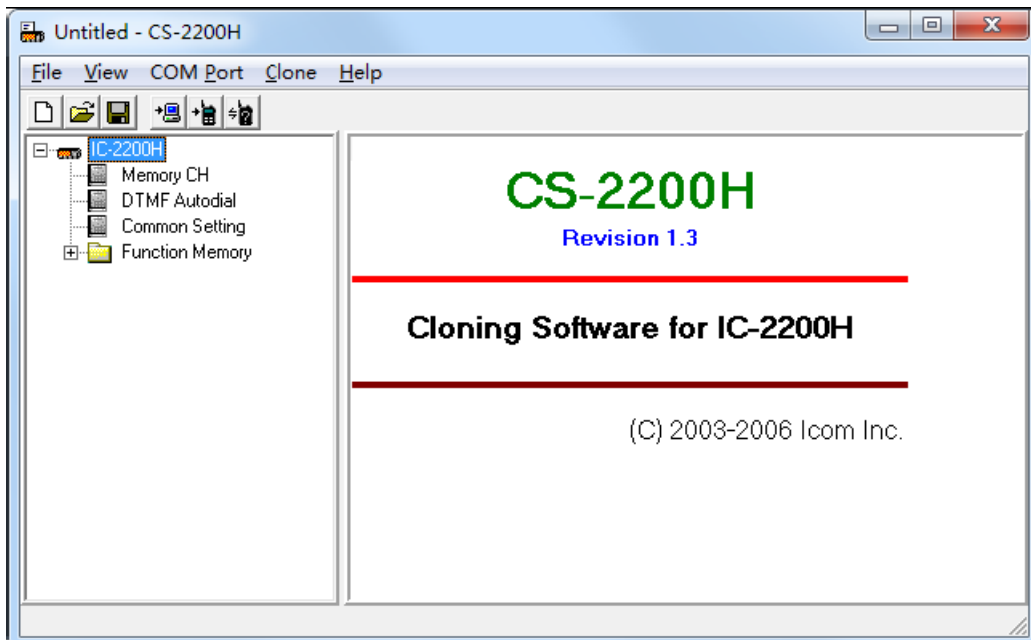 Untitled - CS-2200H
File View COM Port Clone Help
IC-2200H
Memory CH
DTMF Autodial
Common Setting
Function Memory
CS-2200H
Revision 1.3
Cloning Software for IC-2200H
(C) 2003-2006 Icom Inc.